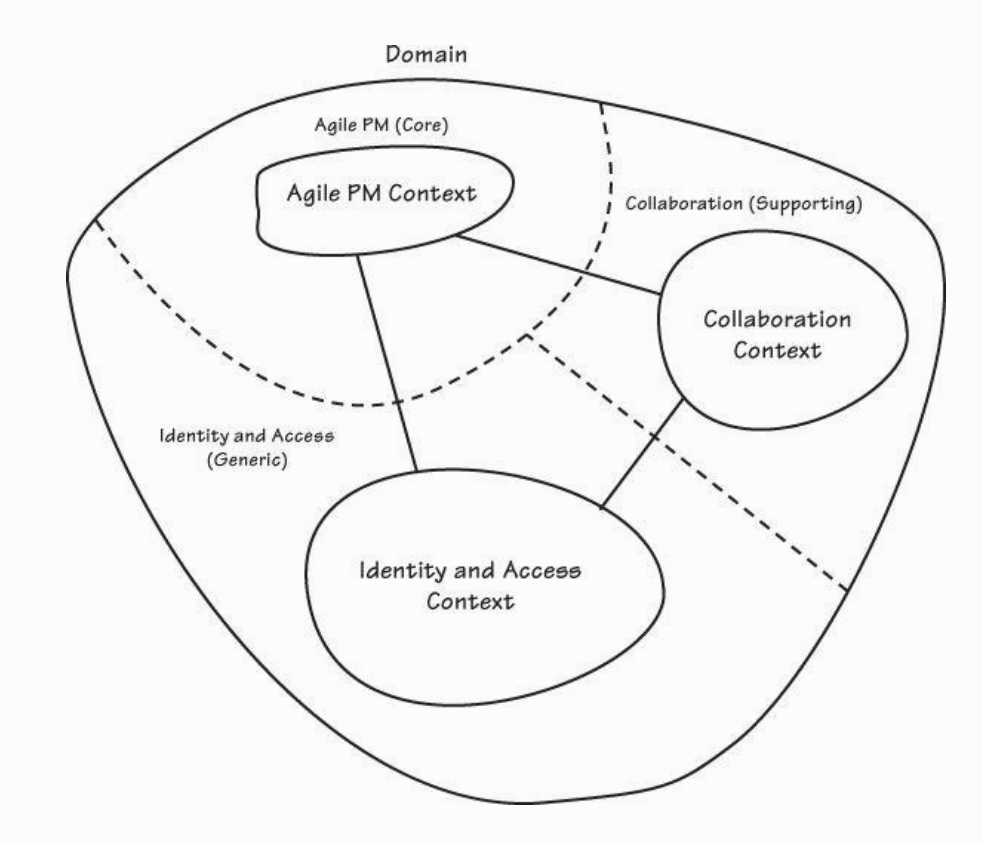 Domain
Agile PM (Core)
Agile PM Context
Collaboration (Supporting)
Collaboration
Context
Identity and Access
(Generic)
Identity and Access
Context